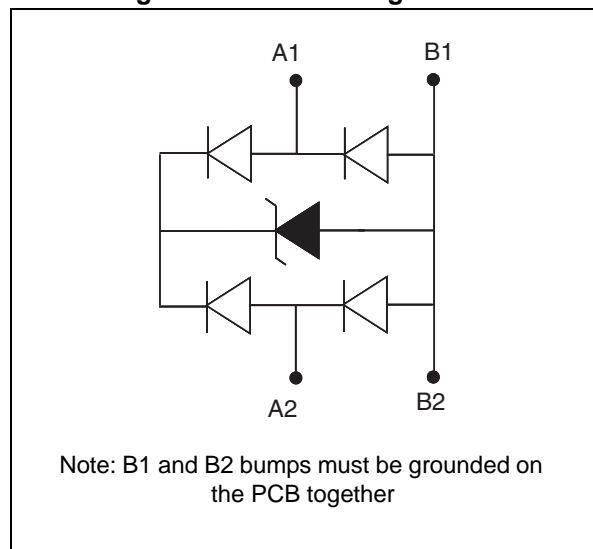 A1
B1
A2
B2
Note: B1 and B2 bumps must be grounded on
the PCB together